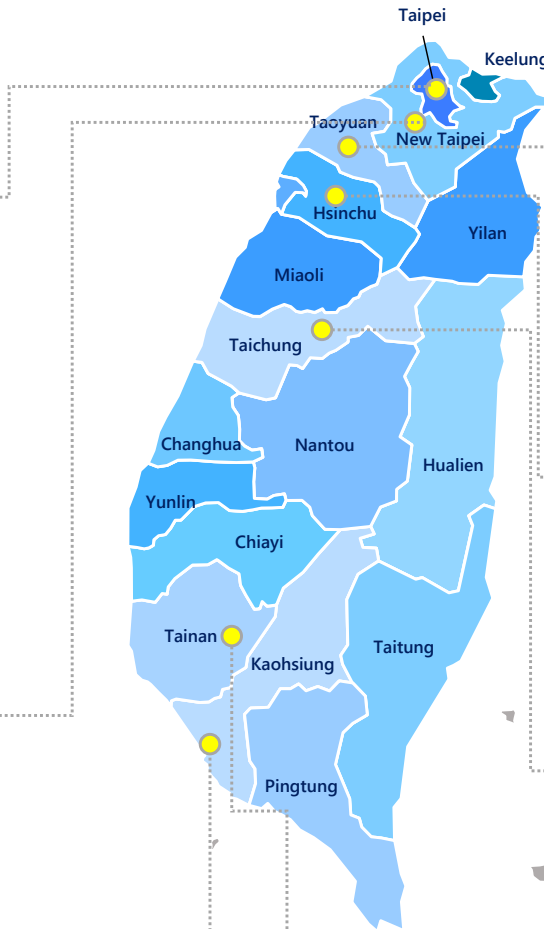 Taipei
Keelung
Taoyuan
New Taipei
Hsinchu
Yilan
Miaoli
Taichung
Changhua
Nantou
Hualien
Yunlin
Chiayi
Tainan
Kaohsiung
Taitung
Pingtung